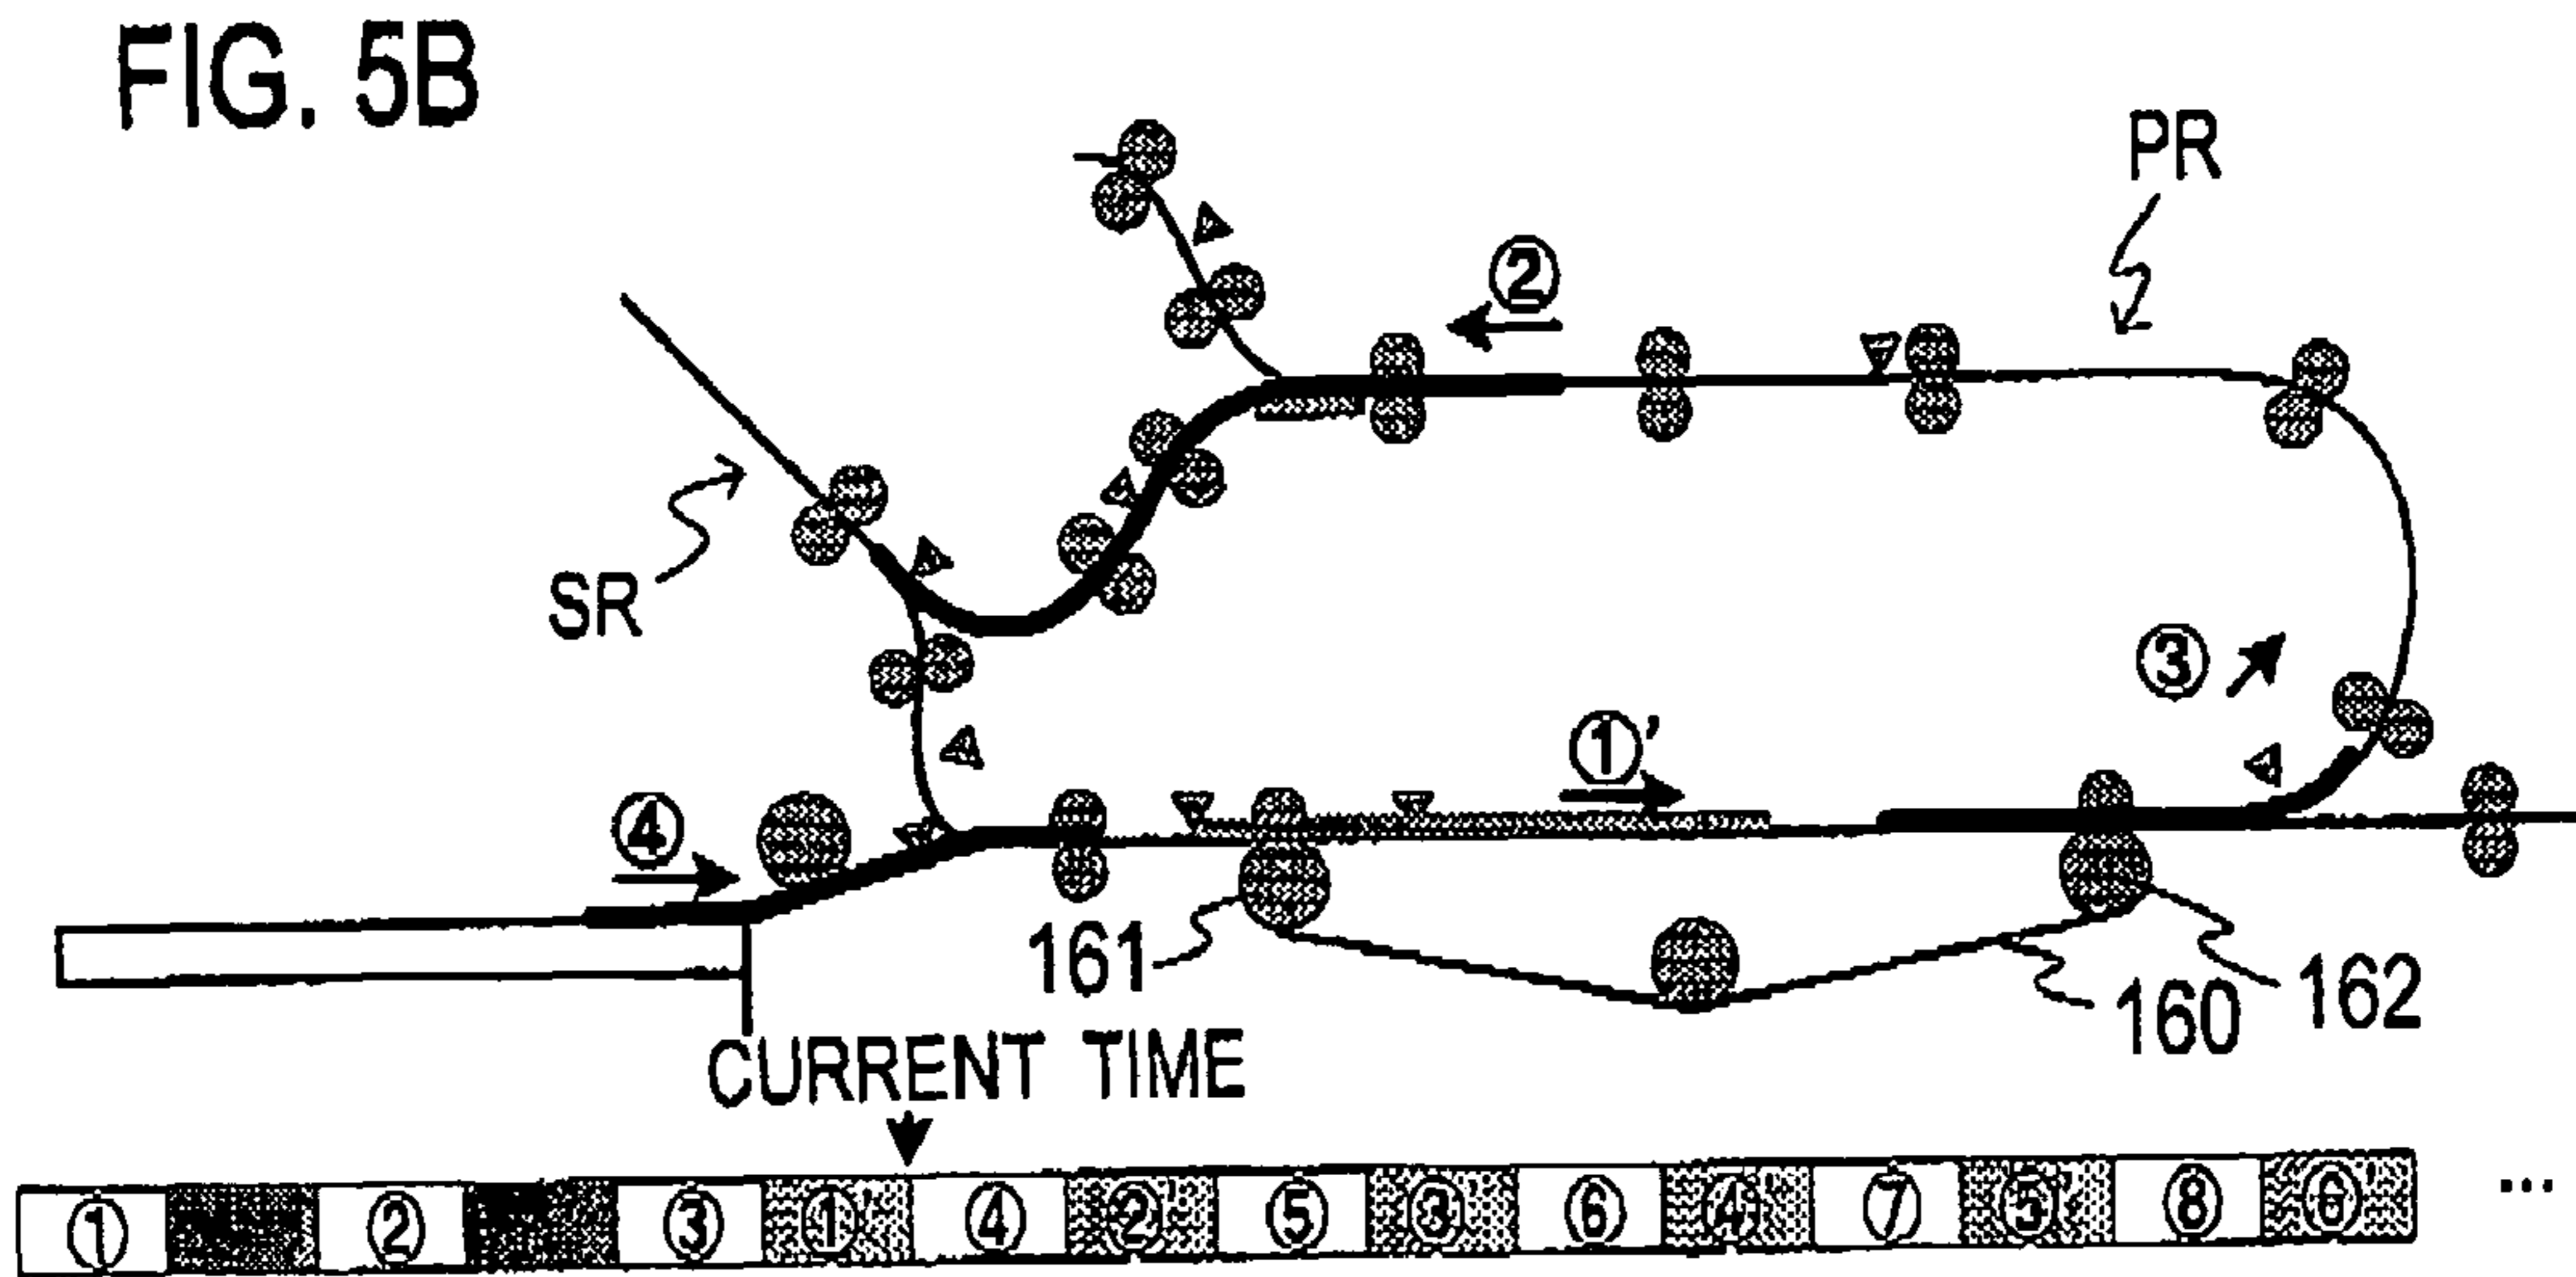 FIG. 5B
PR
②
SR
③
①'
④
161
160
162
CURRENT TIME
① ② ③ ①' ④ ②' ⑤ ③' ⑥ ④' ⑦ ⑤' ⑧ ⑥' ...